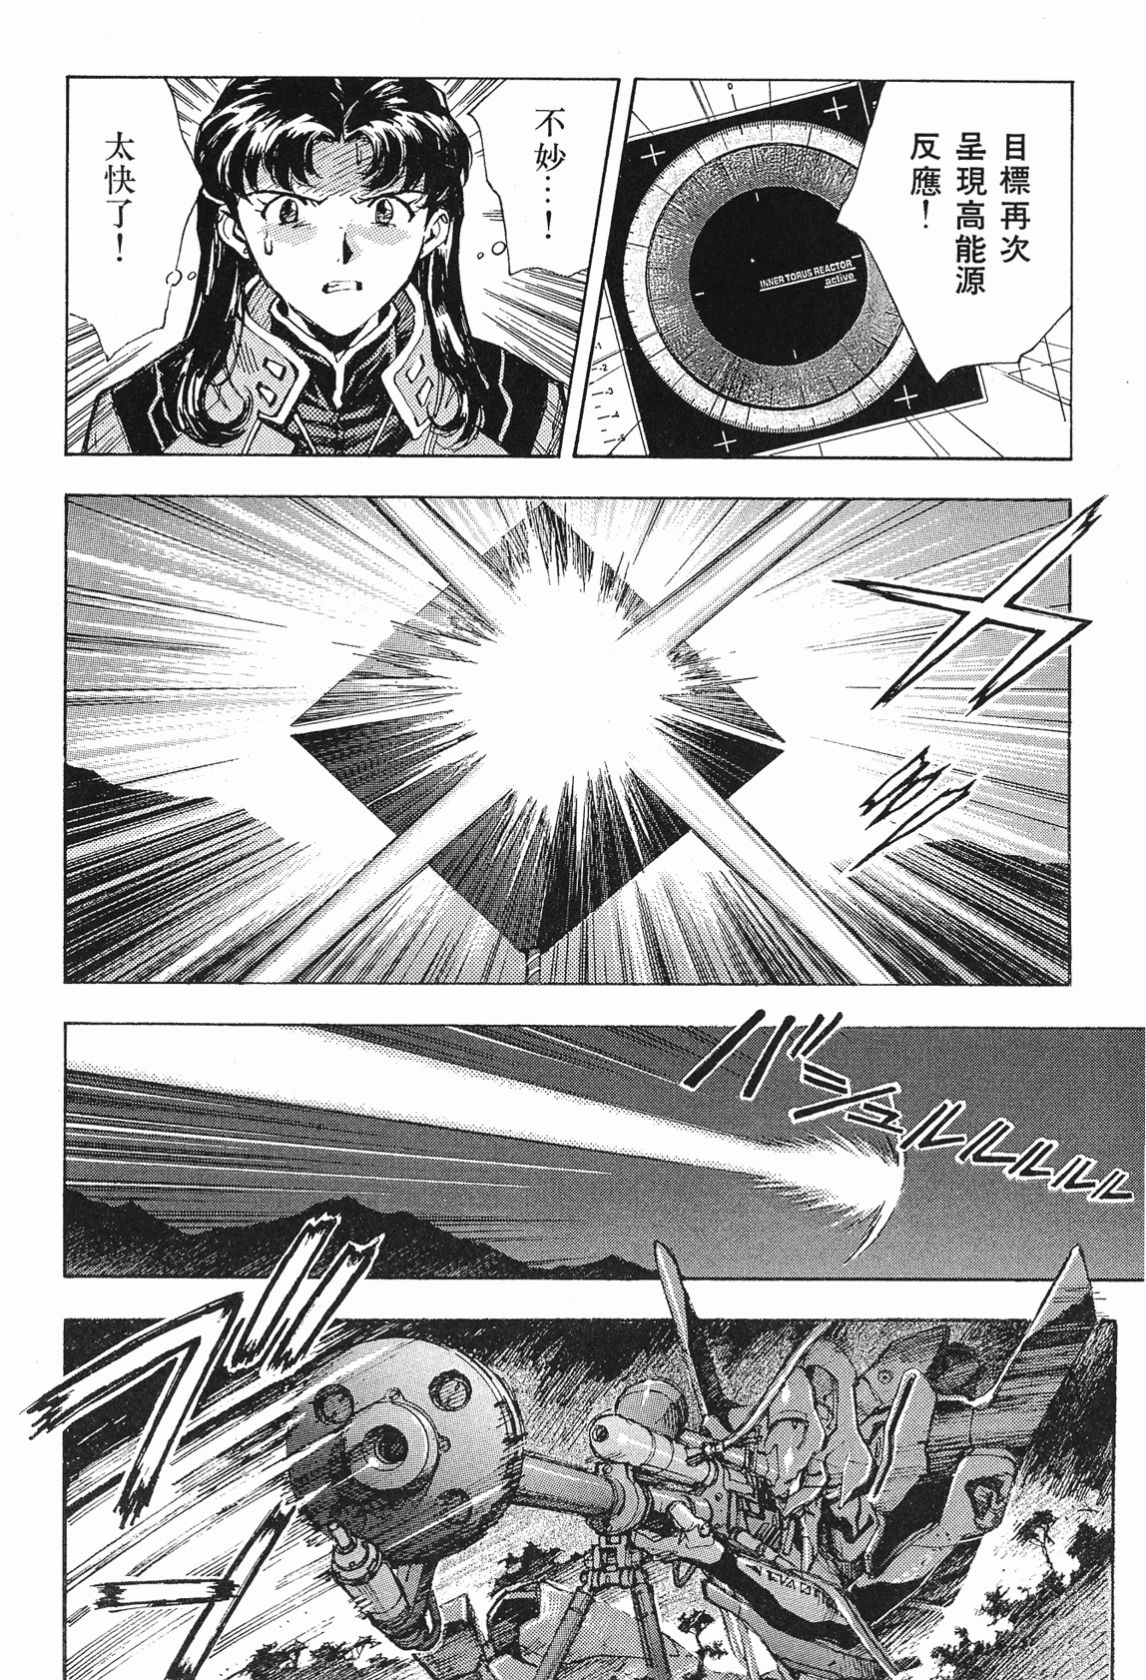 目標再次
呈現高能源
反應！
INNER TORUS REACTOR
active
不妙…！
太快了！
カッ
バシュルルルルル